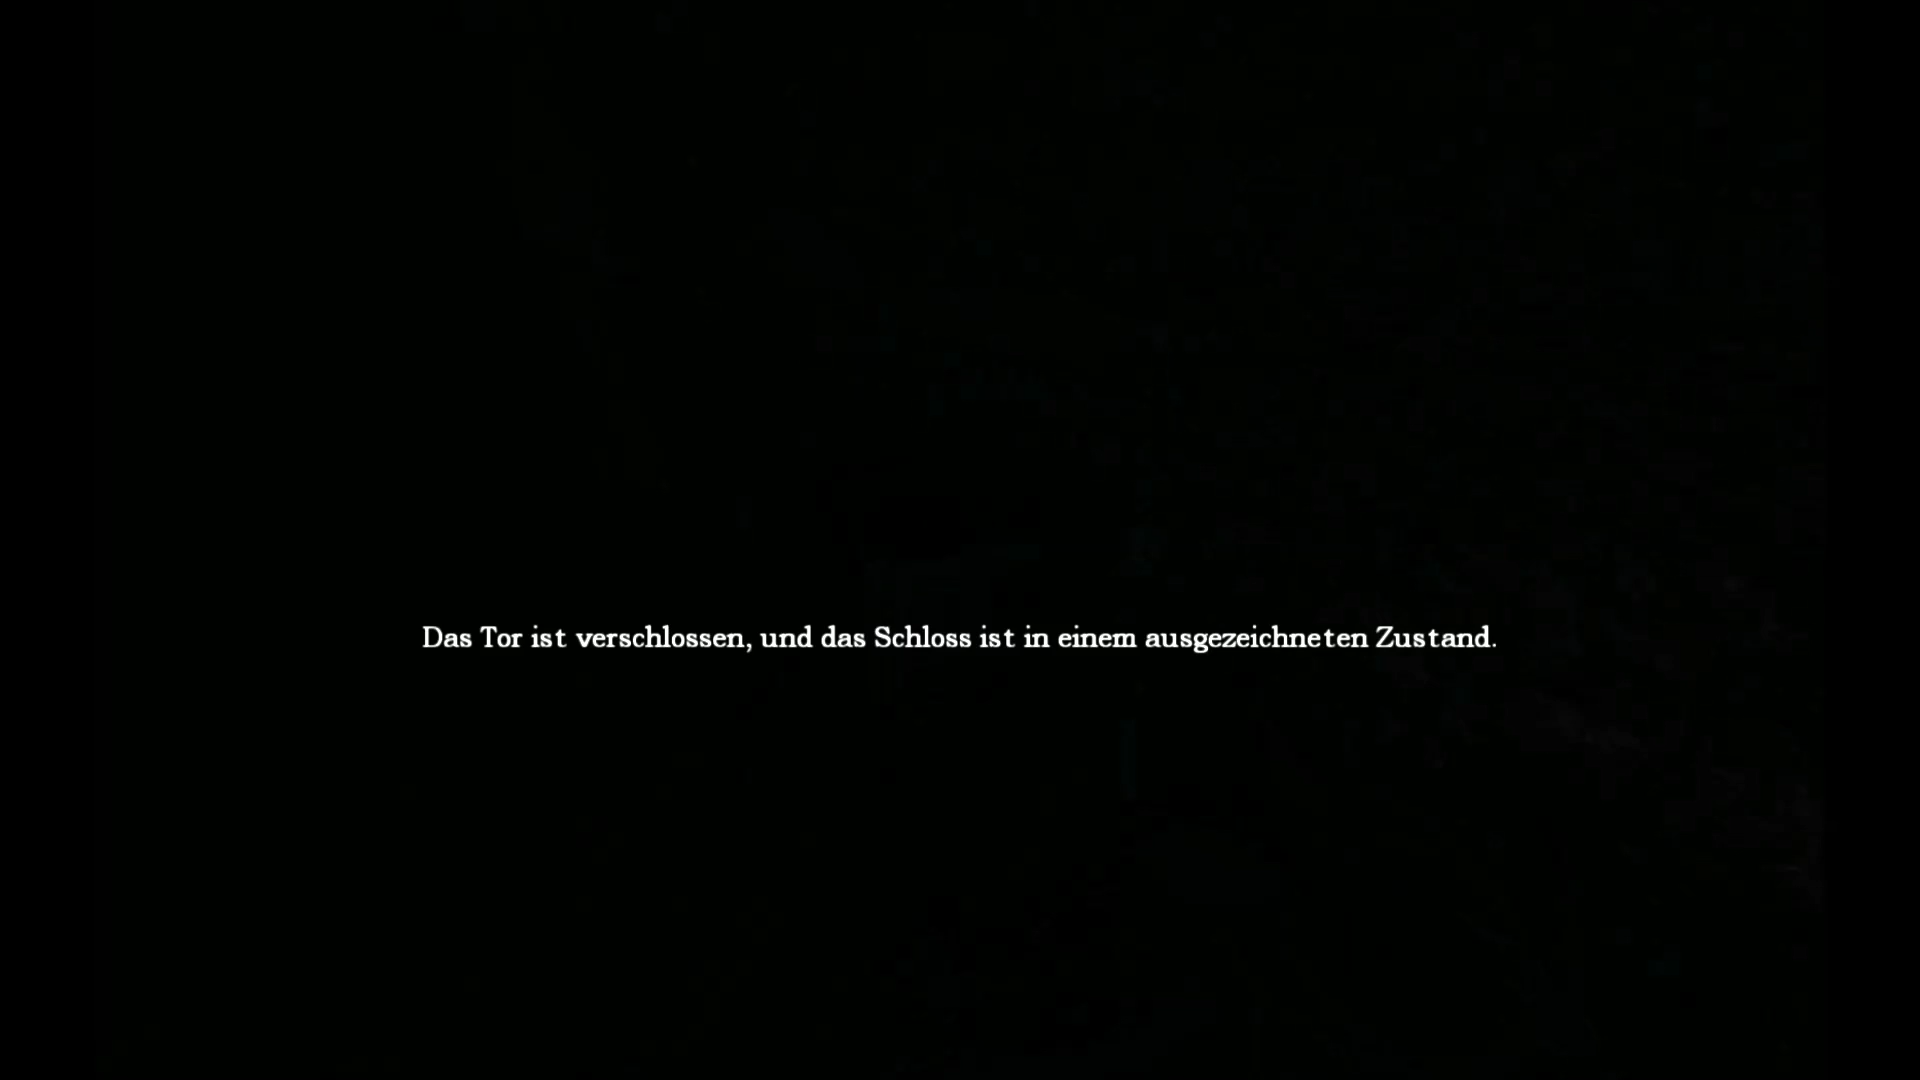 Das Tor ist verschlossen, und das Schloss ist in einem ausgezeichneten Zustand.